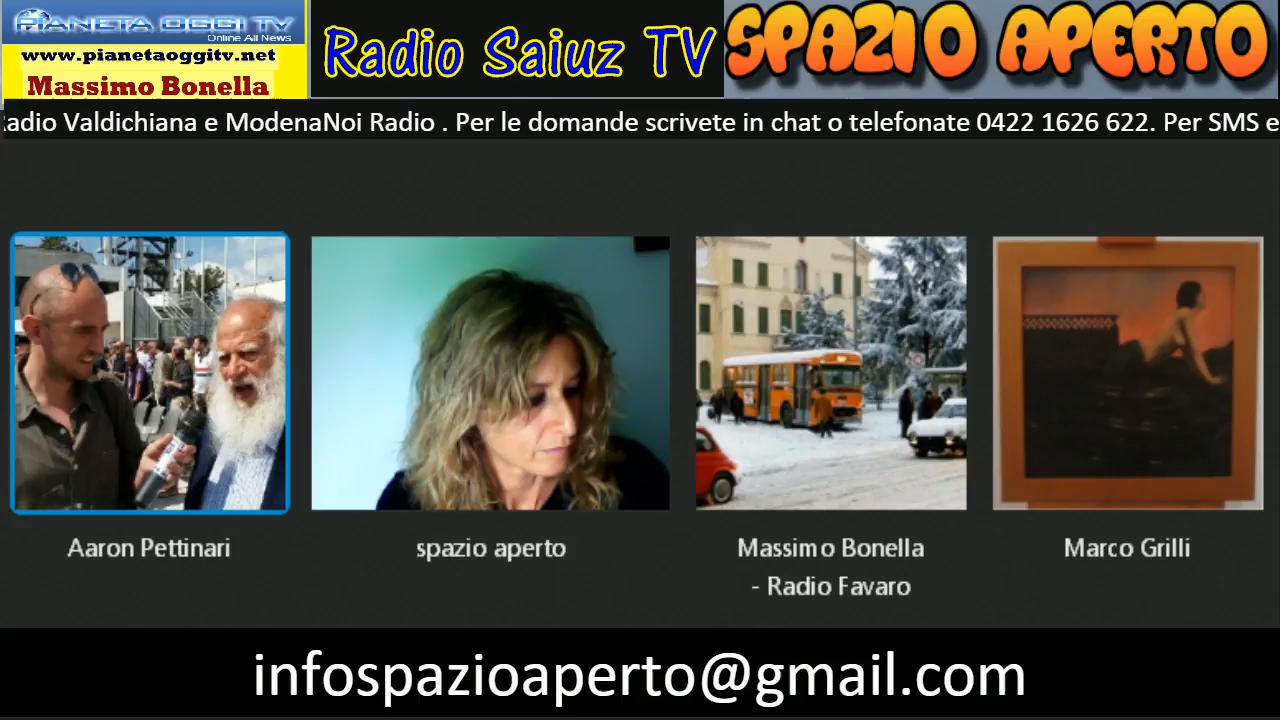 PIANETA OGGI TV
Online All News
www.pianetaoggitv.net
Massimo Bonella
Radio Saiuz TV
SPAZIO APERTO
adio Valdichiana e ModenaNoi Radio . Per le domande scrivete in chat o telefonate 0422 1626 622. Per SMS e
Aaron Pettinari
spazio aperto
Massimo Bonella
- Radio Favaro
Marco Grilli
infospazioaperto@gmail.com